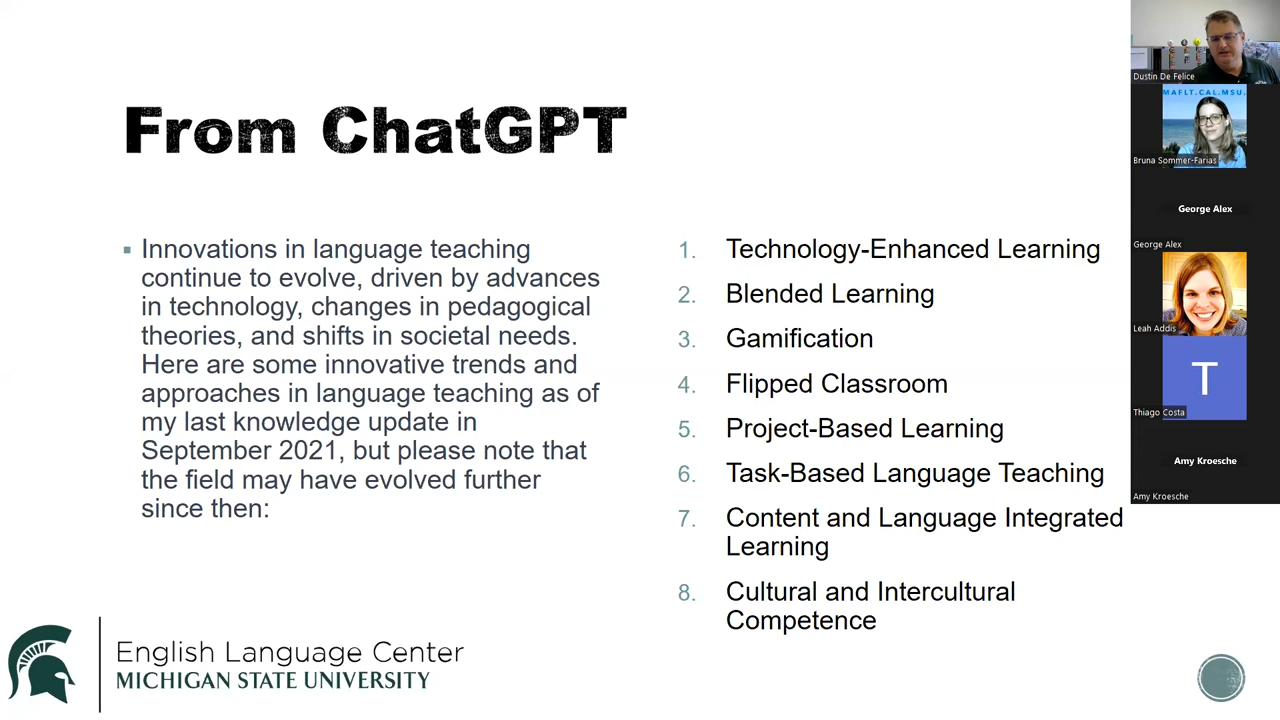 From ChatGPT
Innovations in language teaching
continue to evolve, driven by advances
in technology, changes in pedagogical
theories, and shifts in societal needs.
Here are some innovative trends and
approaches in language teaching as of
my last knowledge update in
September 2021, but please note that
the field may have evolved further
since then:
1. Technology-Enhanced Learning
2. Blended Learning
3. Gamification
4. Flipped Classroom
5. Project-Based Learning
6. Task-Based Language Teaching
7. Content and Language Integrated
Learning
8. Cultural and Intercultural
Competence
English Language Center
MICHIGAN STATE UNIVERSITY
Dustin De Felice
MAFLT.CAL.MSU.
Bruna Sommer-Farias
George Alex
George Alex
Leah Addis
T
Thiago Costa
Amy Kroesche
Amy Kroesche